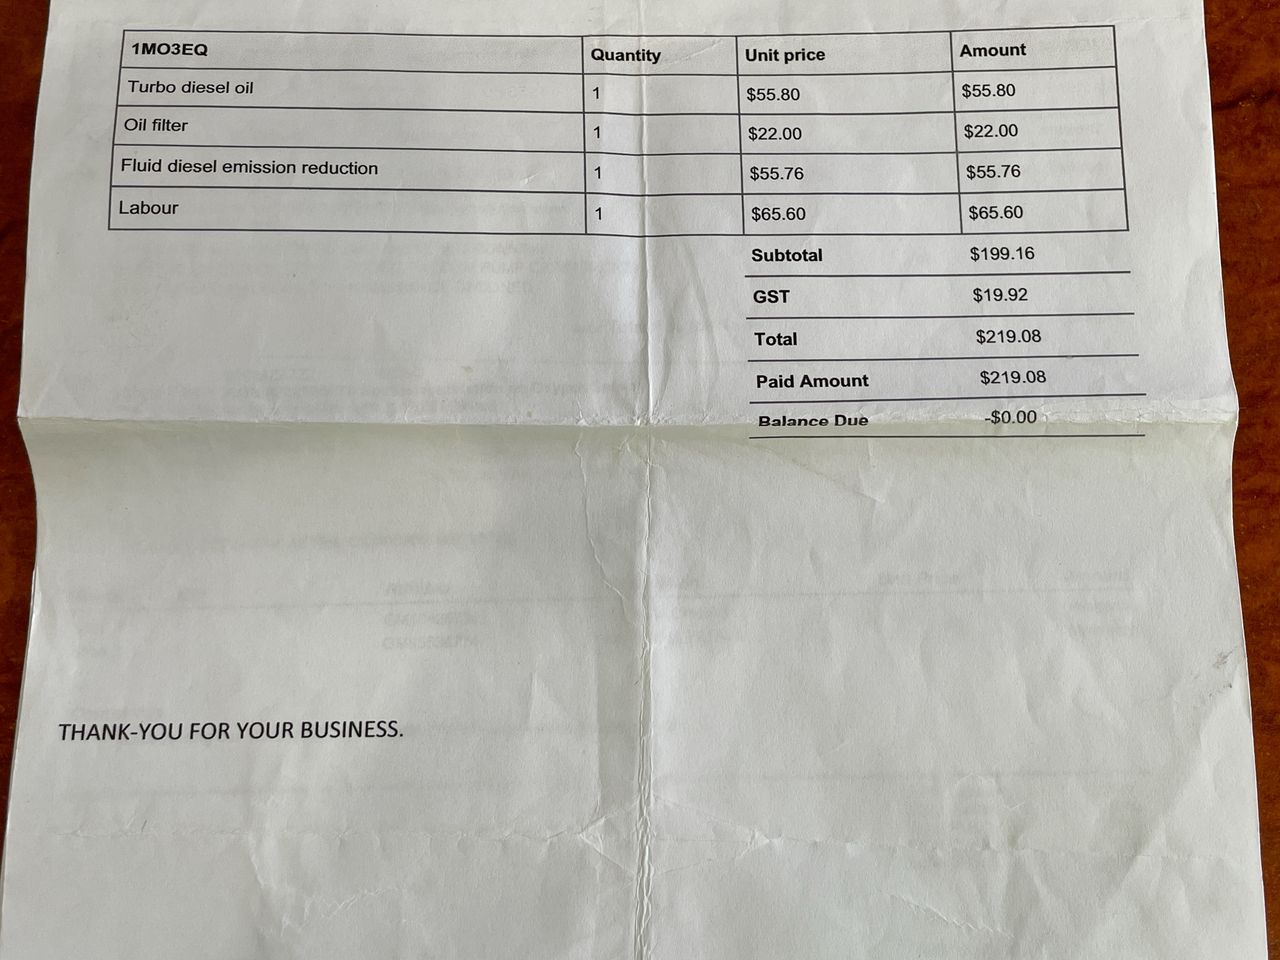 1MO3EQ Quantity Unit price Amount
Turbo diesel oil 1 $55.80 $55.80
Oil filter 1 $22.00 $22.00
Fluid diesel emission reduction 1 $55.76 $55.76
Labour 1 $65.60 $65.60
Subtotal $199.16
GST $19.92
Total $219.08
Paid Amount $219.08
Balance Due -$0.00
THANK-YOU FOR YOUR BUSINESS.